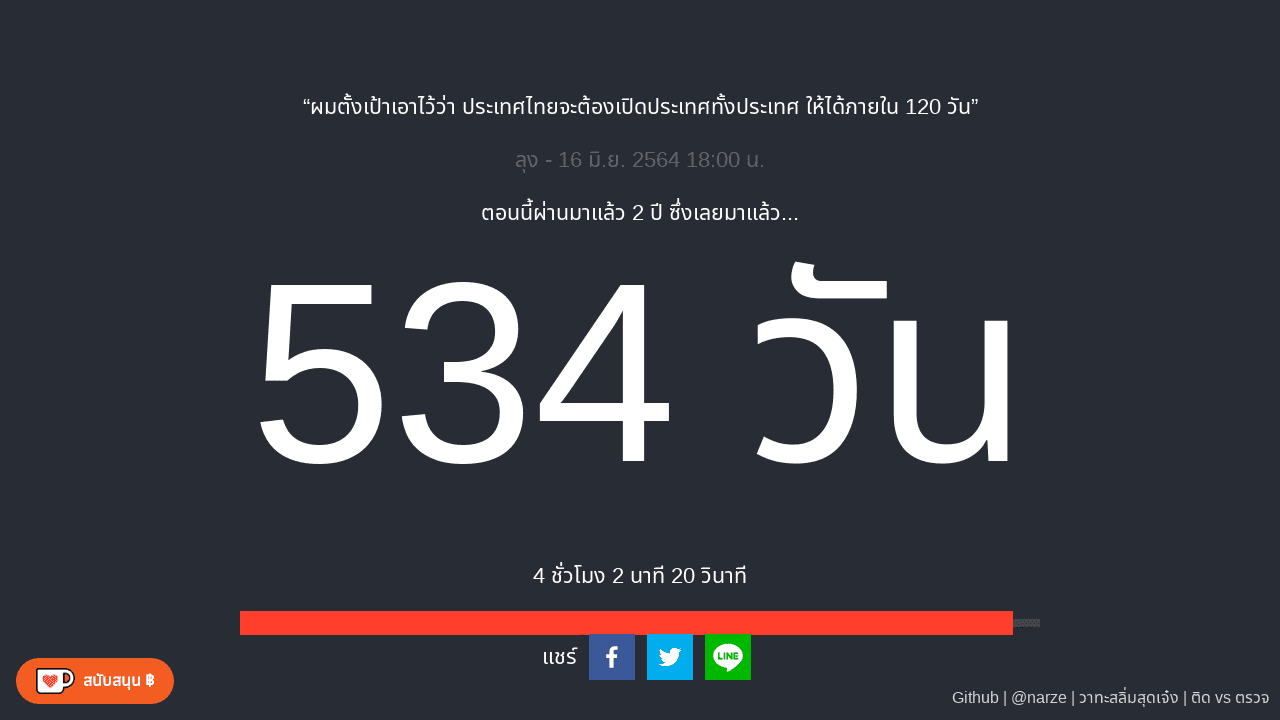 “ผมตั้งเป้าเอาไว้ว่า ประเทศไทยจะต้องเปิดประเทศทั้งประเทศ ให้ได้ภายใน 120 วัน”
ลุง - 16 มิ.ย. 2564 18:00 น.
ตอนนี้ผ่านมาแล้ว 2 ปี ซึ่งเลยมาแล้ว...
534 วัน
4 ชั่วโมง 2 นาที 20 วินาที
แชร์
LINE
สนับสนุน ฿
Github | @narze | วาทะสลิ่มสุดเจ๋ง | ติด vs ตรวจ